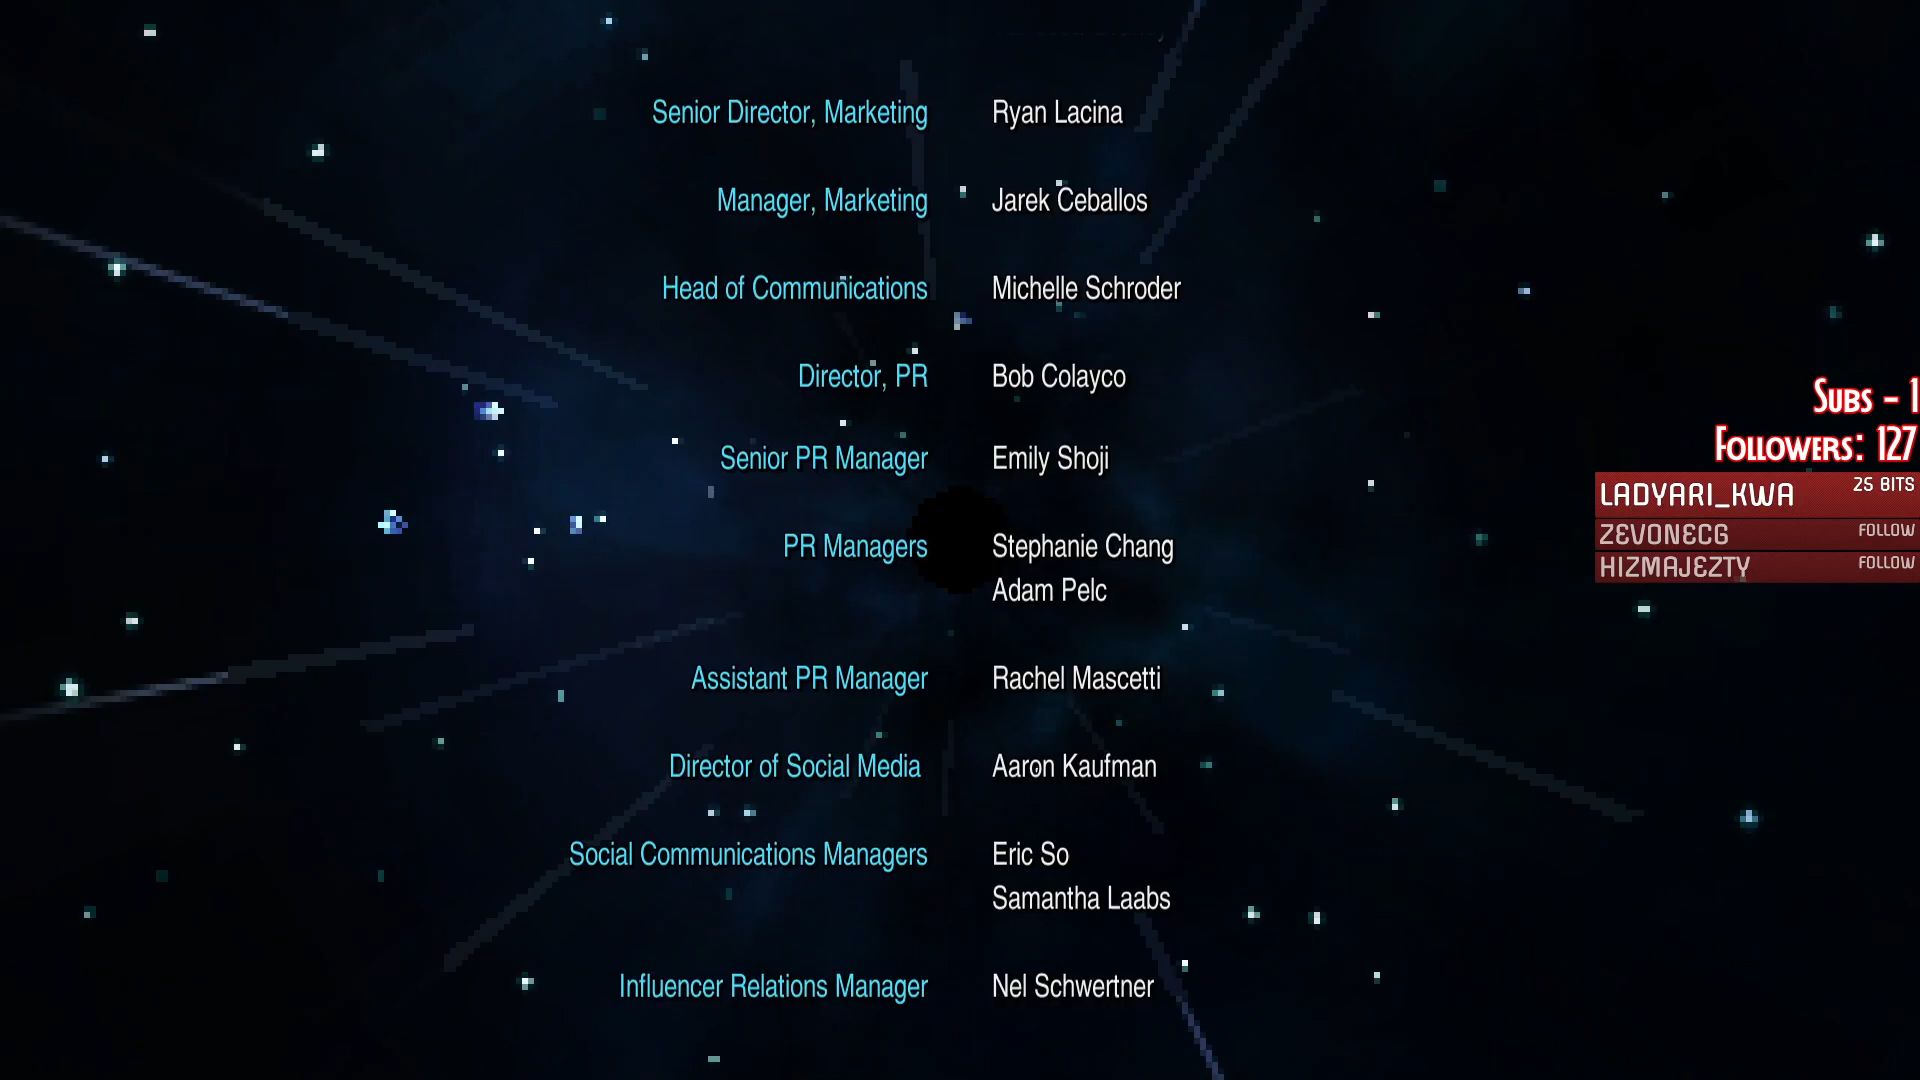 Senior Director, Marketing Ryan Lacina
Manager, Marketing Jarek Ceballos
Head of Communications Michelle Schroder
Director, PR Bob Colayco
Senior PR Manager Emily Shoji
PR Managers Stephanie Chang
Adam Pelc
Assistant PR Manager Rachel Mascetti
Director of Social Media Aaron Kaufman
Social Communications Managers Eric So
Samantha Laabs
Influencer Relations Manager Nel Schwertner
Subs - 1
Followers: 127
LADYARI_KWA 25 BITS
ZEVONECG FOLLOW
HIZMAJEZTY FOLLOW